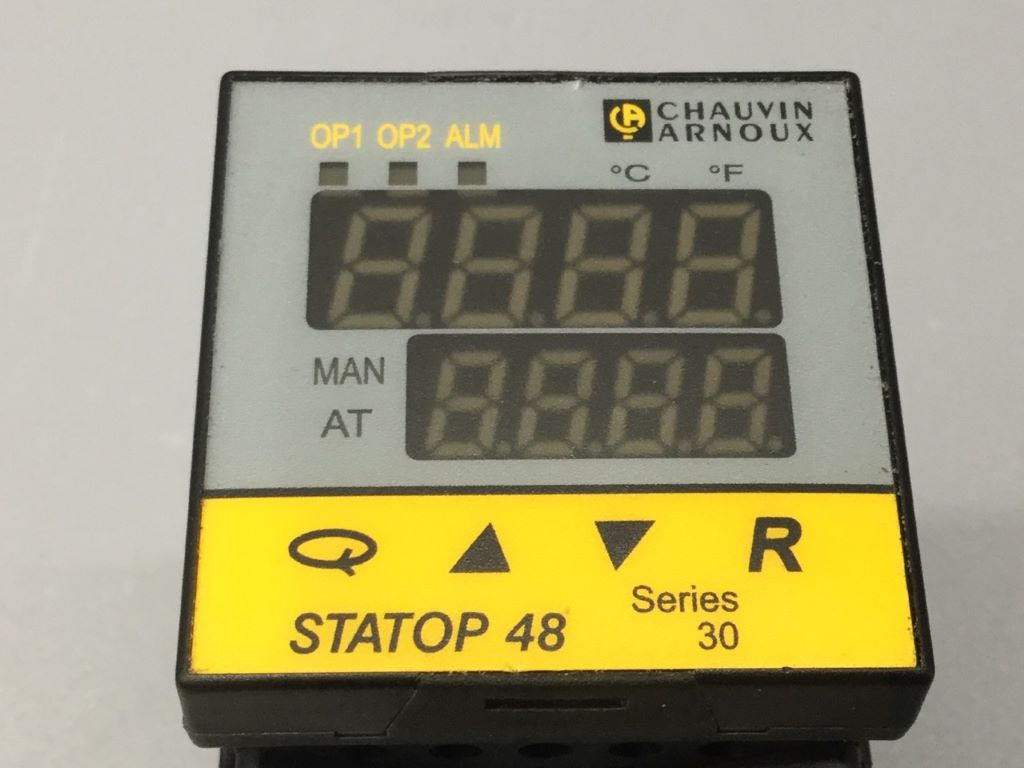 CHAUVIN
ARNOUX
OP1 OP2 ALM
°C °F
MAN
AT
R
Series
STATOP 48
30